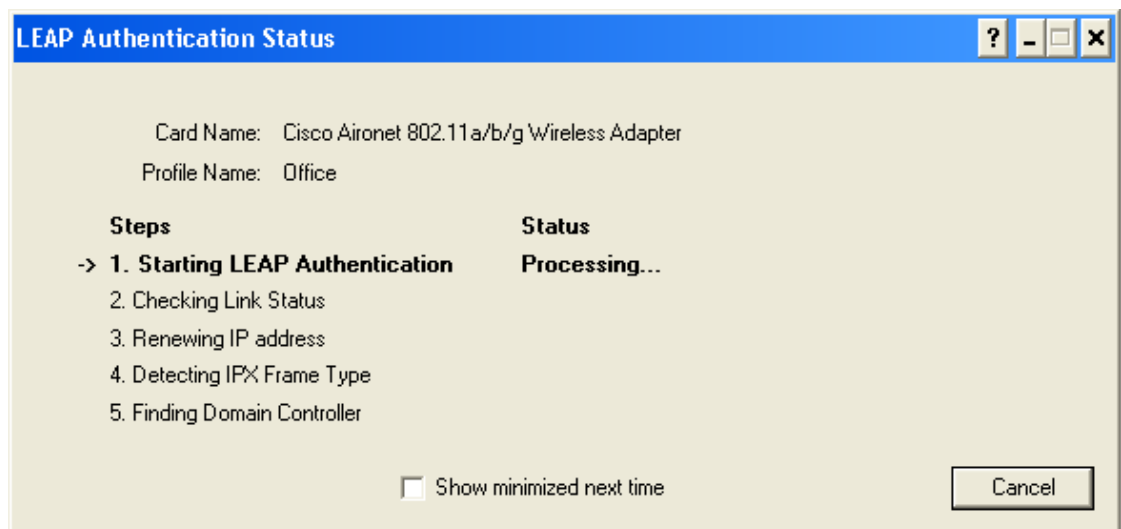 LEAP Authentication Status
?
Card Name: Cisco Aironet 802.11a/b/g Wireless Adapter
Profile Name: Office
Steps Status
-> 1. Starting LEAP Authentication Processing...
2. Checking Link Status
3. Renewing IP address
4. Detecting IPX Frame Type
5. Finding Domain Controller
Show minimized next time
Cancel